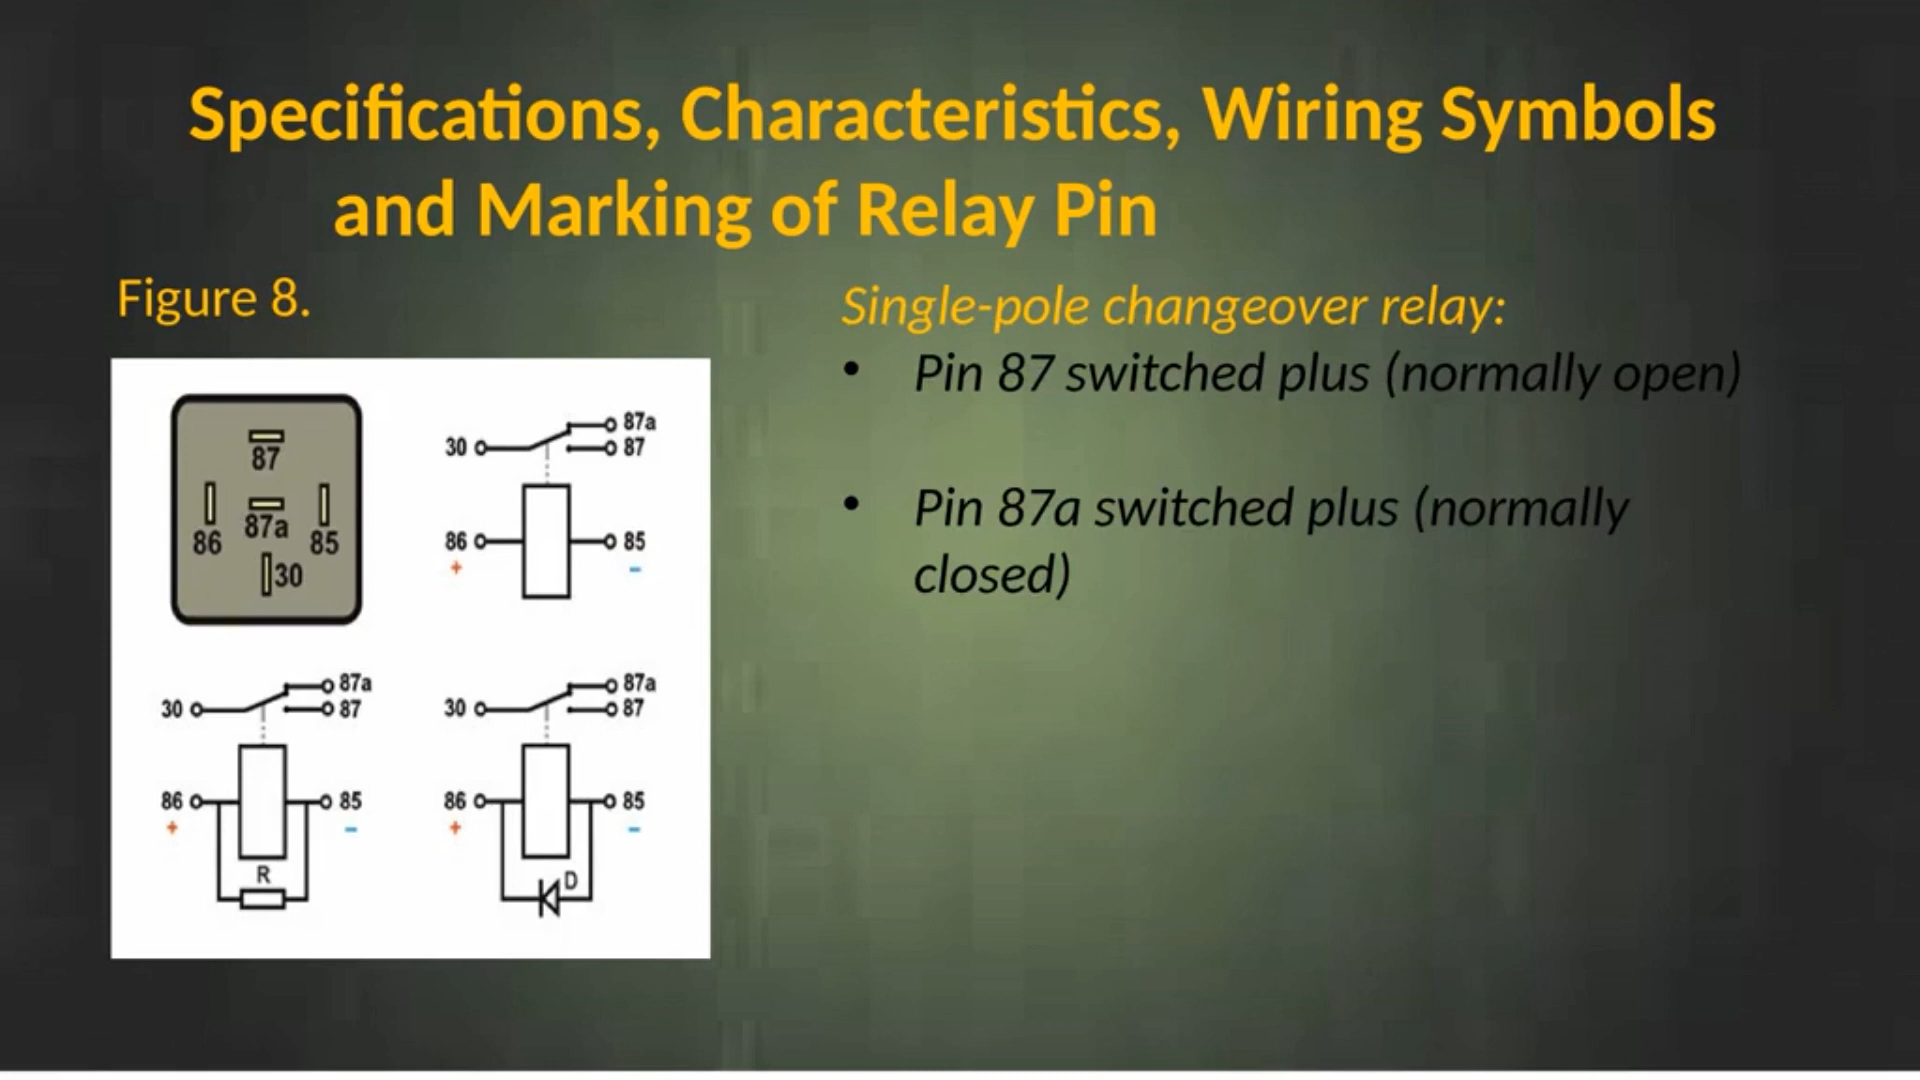 Specifications, Characteristics, Wiring Symbols
and Marking of Relay Pin
Figure 8.
87
86
87a
85
30
30
87a
87
86
85
+
-
30
87a
87
86
85
+
-
R
30
87a
87
86
85
+
-
D
Single-pole changeover relay:
• Pin 87 switched plus (normally open)
• Pin 87a switched plus (normally
closed)